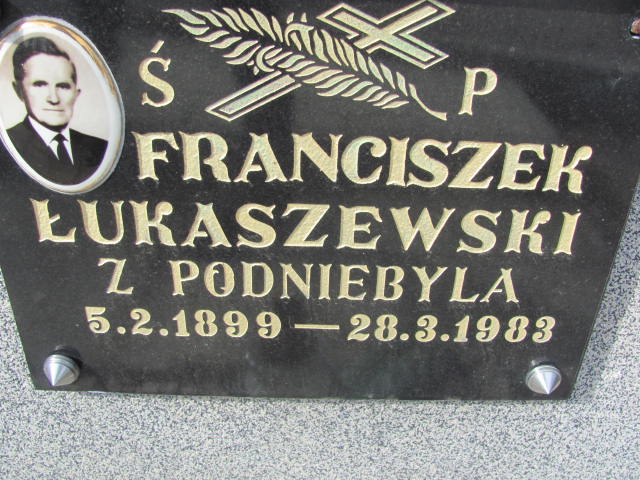 Ś P
FRANCISZEK
ŁUKASZEWSKI
Z PODNIEBYLA
5.2.1899 — 28.3.1983